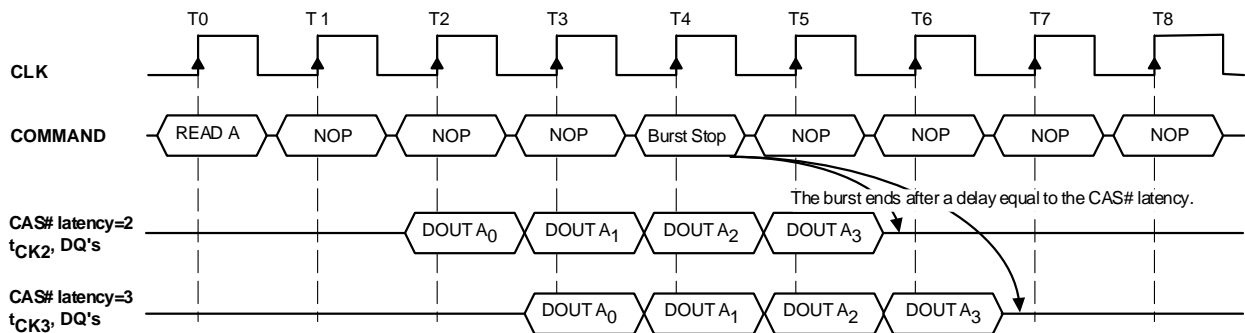 T0 T1 T2 T3 T4 T5 T6 T7 T8
CLK
COMMAND READ A NOP NOP NOP Burst Stop NOP NOP NOP NOP
The burst ends after a delay equal to the CAS# latency.
CAS# latency=2
tCK2, DQ's DOUT A0 DOUT A1 DOUT A2 DOUT A3
CAS# latency=3
tCK3, DQ's DOUT A0 DOUT A1 DOUT A2 DOUT A3